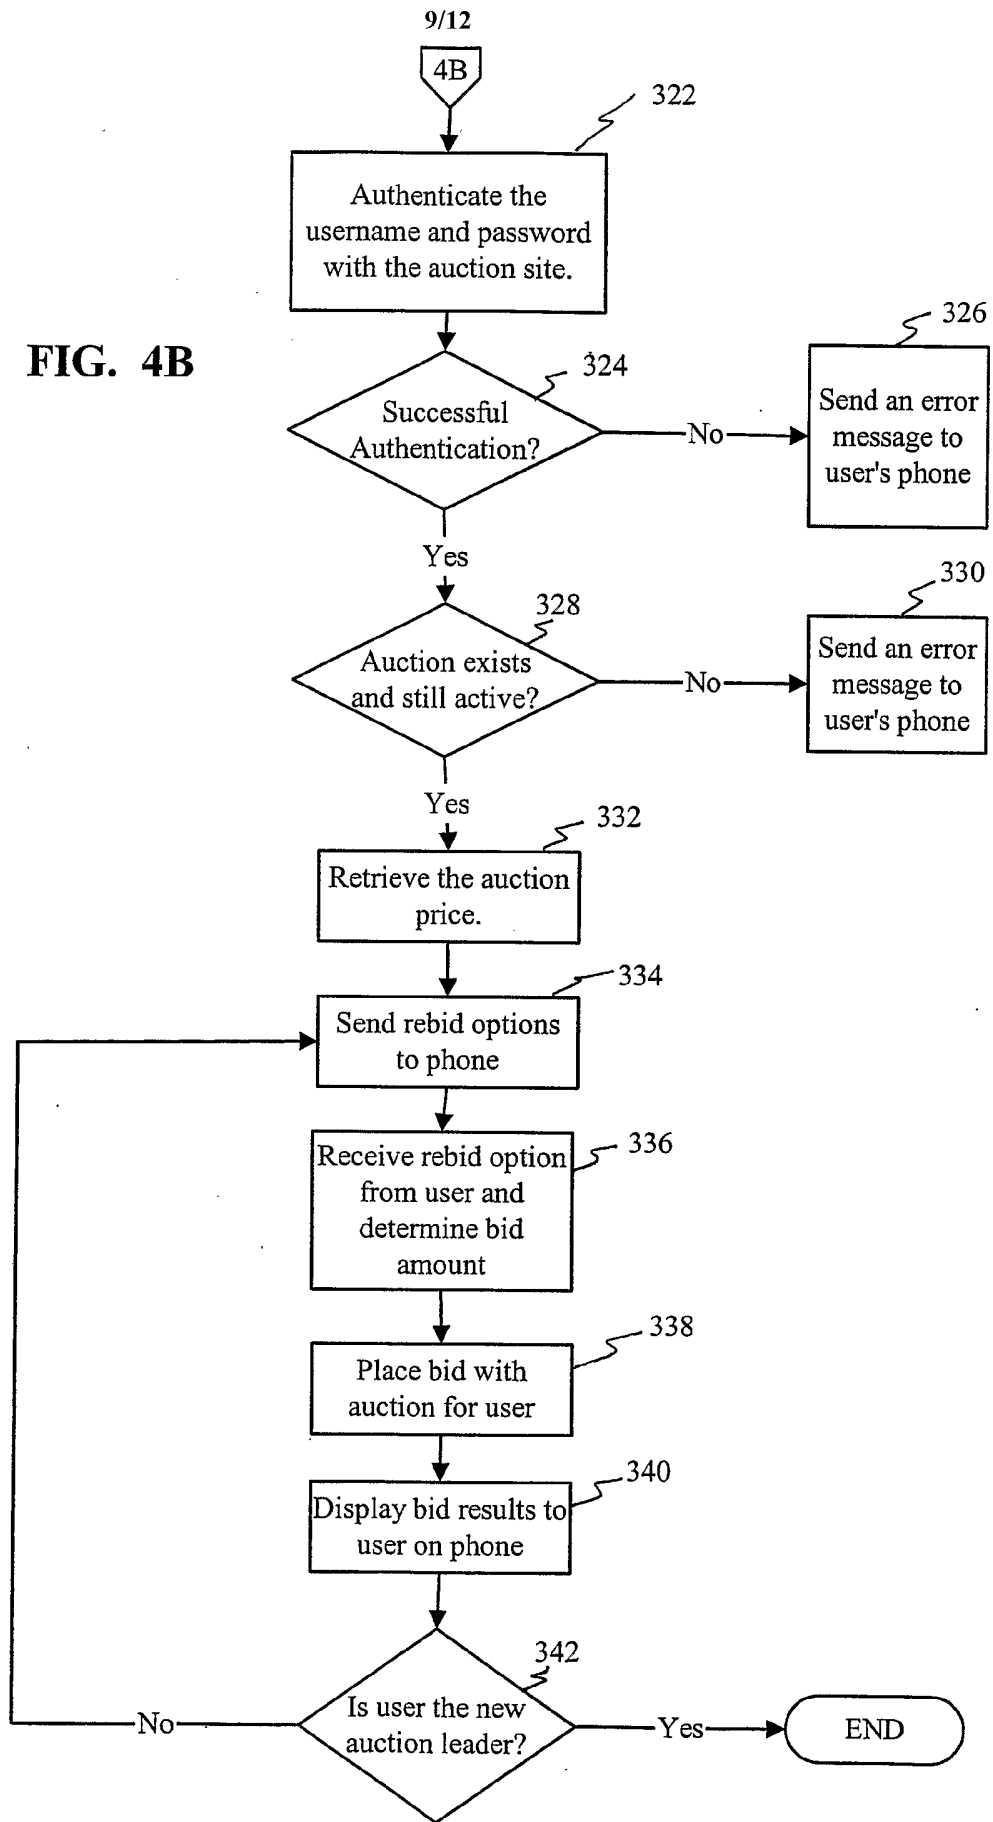 9/12
4B
322
Authenticate the
username and password
with the auction site.
FIG. 4B
326
324
Successful
Authentication?
No
Send an error
message to
user's phone
Yes
330
328
Auction exists
and still active?
No
Send an error
message to
user's phone
Yes
332
Retrieve the auction
price.
334
Send rebid options
to phone
336
Receive rebid option
from user and
determine bid
amount
338
Place bid with
auction for user
340
Display bid results to
user on phone
342
Is user the new
auction leader?
No
Yes
END